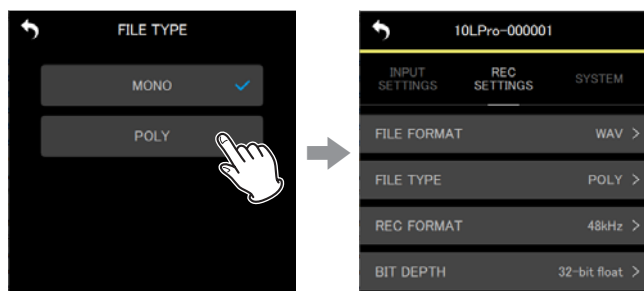 FILE TYPE
MONO
POLY
10LPro-000001
INPUT SETTINGS
REC SETTINGS
SYSTEM
FILE FORMAT WAV >
FILE TYPE POLY >
REC FORMAT 48kHz >
BIT DEPTH 32-bit float >